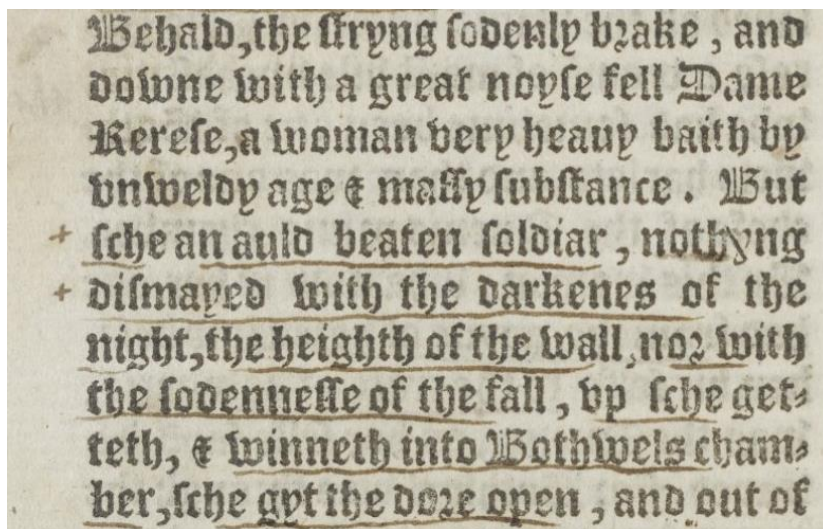 Behald, the ſtryng ſodenly brake, and
downe with a great noyſe fell Dame
Rereſe, a woman very heauy baith by
vnweldy age & maſſy ſubſtance. But
+ ſche an auld beaten ſoldiar, nothyng
+ diſmayed with the darkenes of the
night, the heighth of the wall, nor with
the ſodenneſſe of the fall, vp ſche get-
teth, & winneth into Bothwels cham-
ber, ſche gyt the dore open, and out of